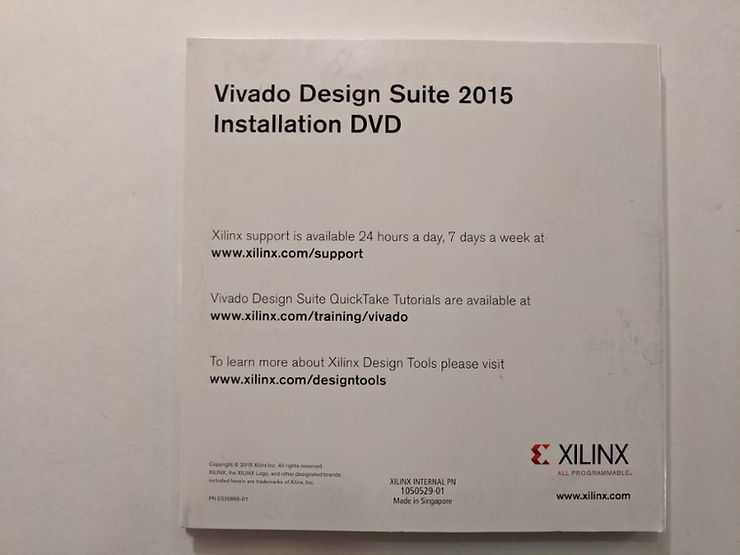 Vivado Design Suite 2015
Installation DVD
Xilinx support is available 24 hours a day, 7 days a week at
www.xilinx.com/support
Vivado Design Suite QuickTake Tutorials are available at
www.xilinx.com/training/vivado
To learn more about Xilinx Design Tools please visit
www.xilinx.com/designtools
Copyright © 2015 Xilinx Inc. All rights reserved.
XILINX, the XILINX Logo, and other designated brands
included herein are trademarks of Xilinx, Inc.
PN 0330866-01
XILINX INTERNAL PN
1050529-01
Made in Singapore
XILINX
ALL PROGRAMMABLE™
www.xilinx.com